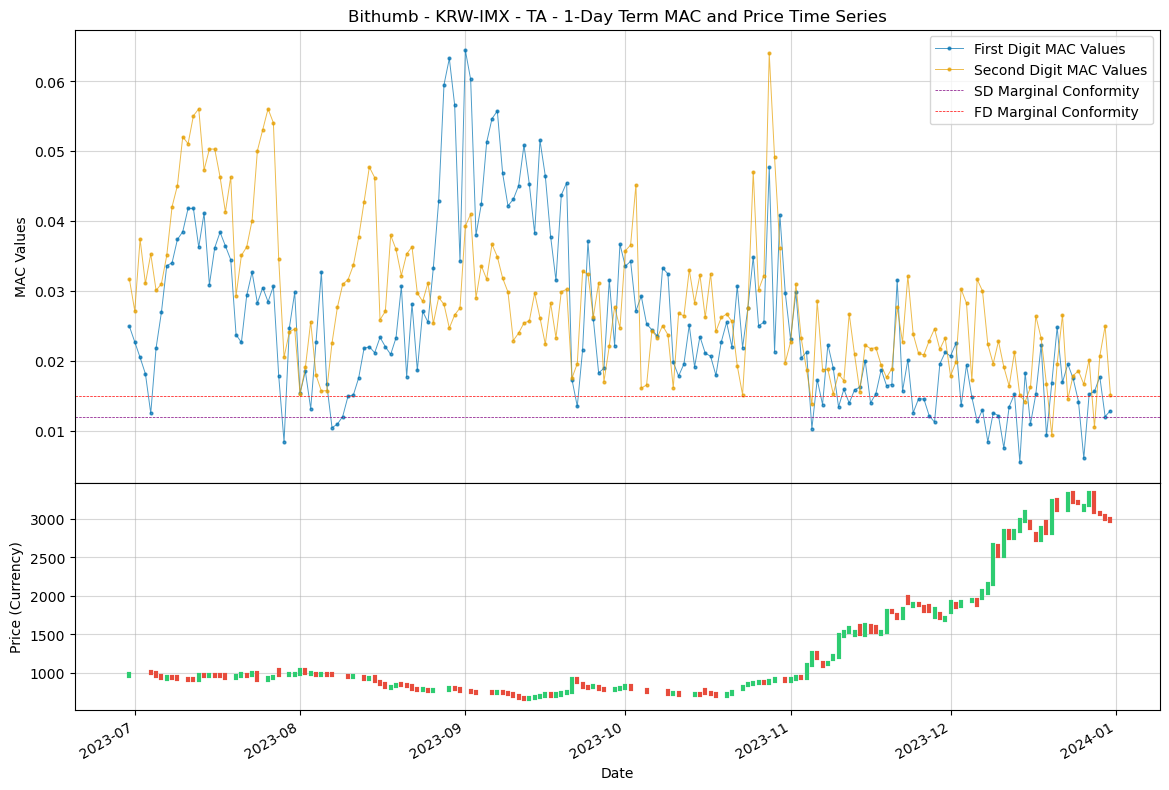 Bithumb - KRW-IMX - TA - 1-Day Term MAC and Price Time Series
First Digit MAC Values
Second Digit MAC Values
SD Marginal Conformity
FD Marginal Conformity
MAC Values
0.06
0.05
0.04
0.03
0.02
0.01
Price (Currency)
3000
2500
2000
1500
1000
2023-07
2023-08
2023-09
2023-10
2023-11
2023-12
2024-01
Date